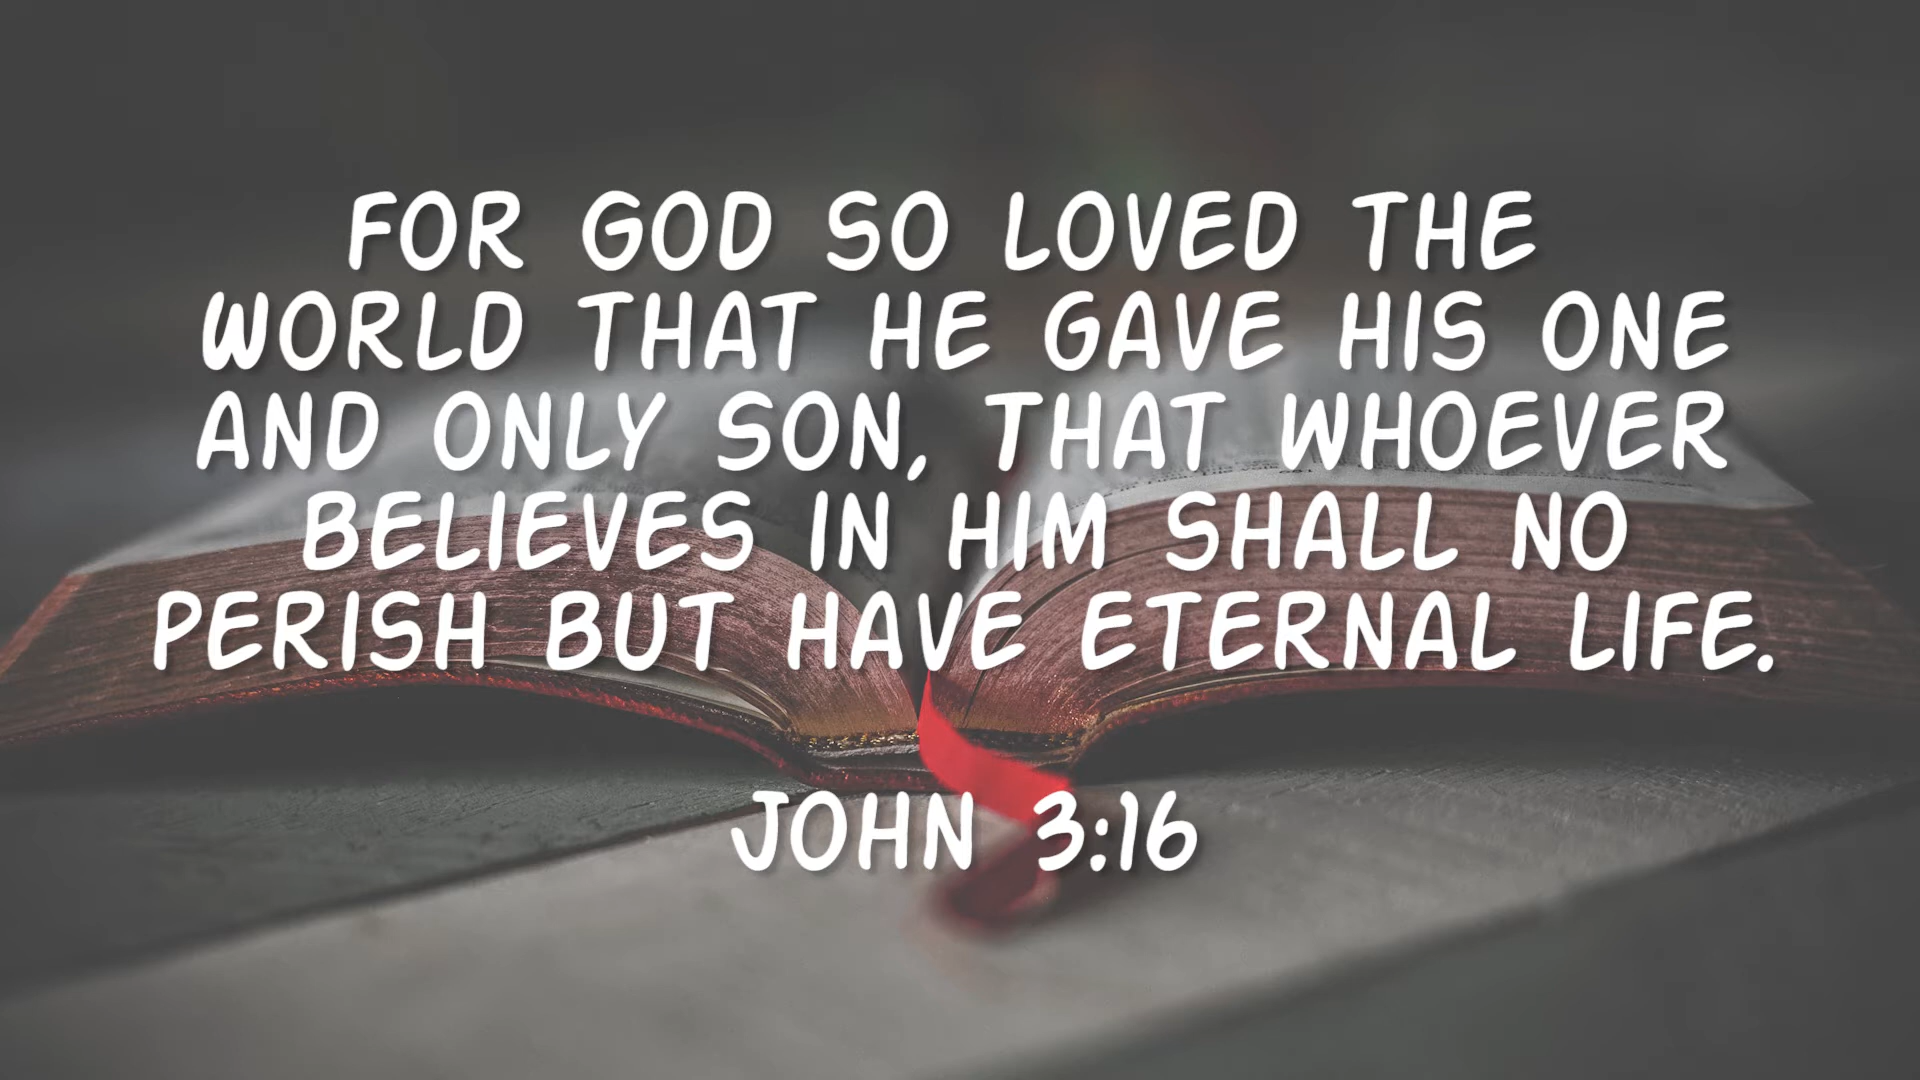 FOR GOD SO LOVED THE
WORLD THAT HE GAVE HIS ONE
AND ONLY SON, THAT WHOEVER
BELIEVES IN HIM SHALL NO
PERISH BUT HAVE ETERNAL LIFE.
JOHN 3:16